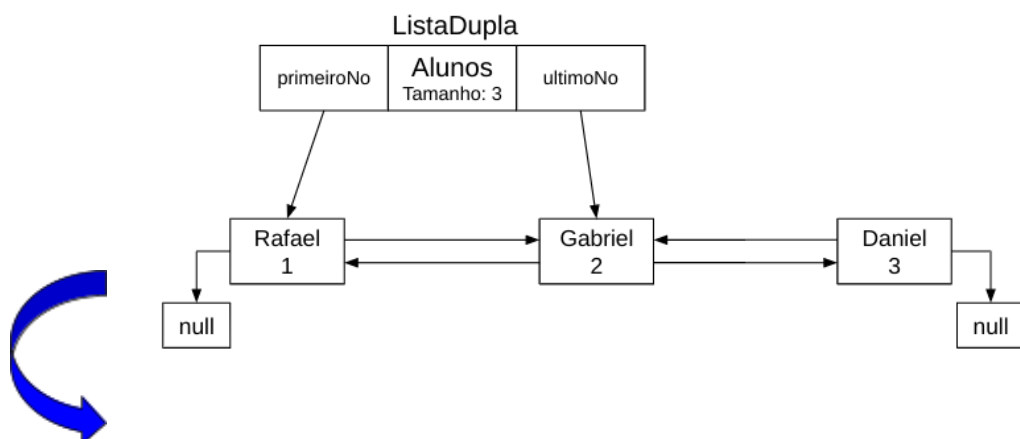 ListaDupla
primeiroNo
Alunos
Tamanho: 3
ultimoNo
Rafael
1
Gabriel
2
Daniel
3
null
null